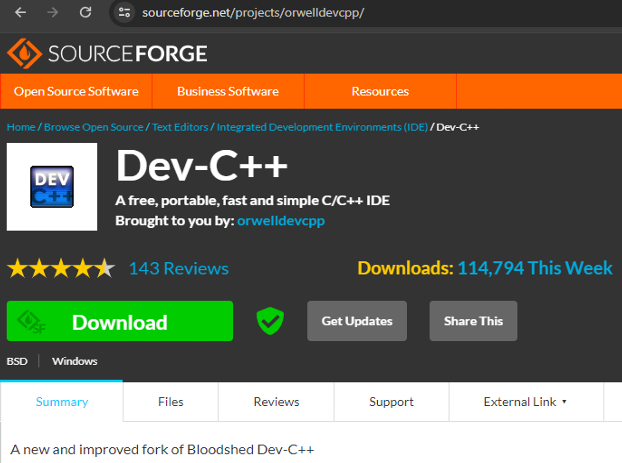 sourceforge.net/projects/orwelldevcpp/
SOURCEFORGE
Open Source Software Business Software Resources
Home / Browse Open Source / Text Editors / Integrated Development Environments (IDE) / Dev-C++
DEV
C++
Dev-C++
A free, portable, fast and simple C/C++ IDE
Brought to you by: orwelldevcpp
143 Reviews Downloads: 114,794 This Week
SF Download Get Updates Share This
BSD Windows
Summary Files Reviews Support External Link
A new and improved fork of Bloodshed Dev-C++